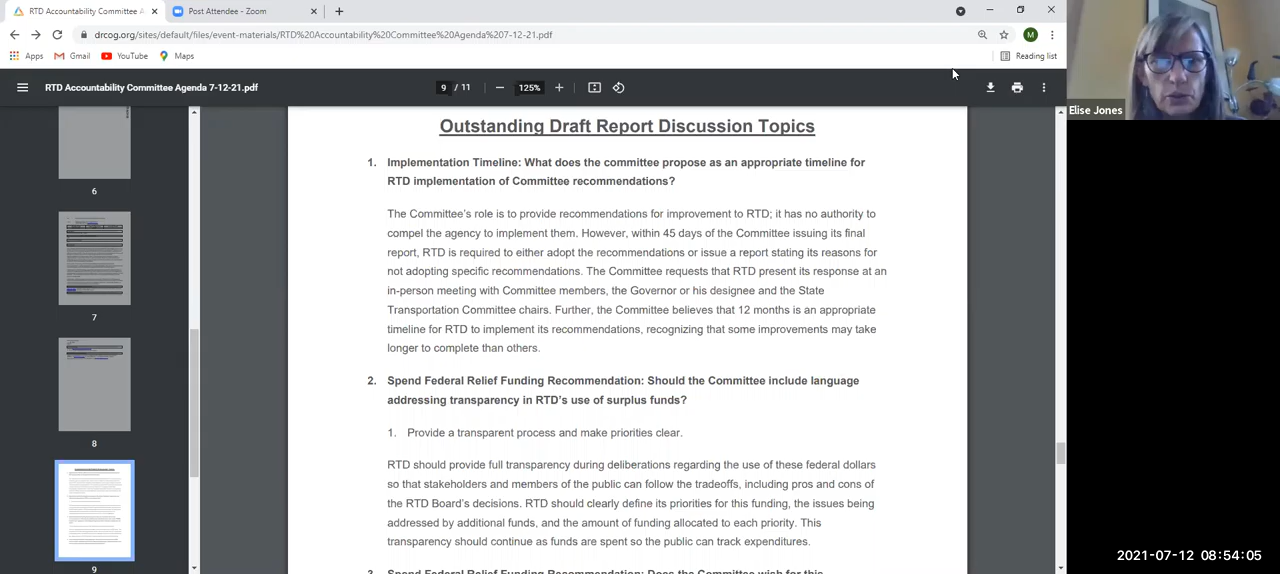 RTD Accountability Committee A
Post Attendee - Zoom
drcog.org/sites/default/files/event-materials/RTD%20Accountability%20Committee%20Agenda%207-12-21.pdf
M
Apps
Gmail
YouTube
Maps
Reading list
RTD Accountability Committee Agenda 7-12-21.pdf
9 / 11
125%
Elise Jones
6
7
8
9
Outstanding Draft Report Discussion Topics
1. Implementation Timeline: What does the committee propose as an appropriate timeline for
RTD implementation of Committee recommendations?
The Committee's role is to provide recommendations for improvement to RTD; it has no authority to
compel the agency to implement them. However, within 45 days of the Committee issuing its final
report, RTD is required to either adopt the recommendations or issue a report stating its reasons for
not adopting specific recommendations. The Committee requests that RTD present its response at an
in-person meeting with Committee members, the Governor or his designee and the State
Transportation Committee chairs. Further, the Committee believes that 12 months is an appropriate
timeline for RTD to implement its recommendations, recognizing that some improvements may take
longer to complete than others.
2. Spend Federal Relief Funding Recommendation: Should the Committee include language
addressing transparency in RTD's use of surplus funds?
1. Provide a transparent process and make priorities clear.
RTD should provide full transparency during deliberations regarding the use of these federal dollars
so that stakeholders and members of the public can follow the tradeoffs, including pros and cons of
the RTD Board's decisions. RTD should clearly define its priorities for this funding, the issues being
addressed by additional funds, and the amount of funding allocated to each priority. This
transparency should continue as funds are spent so the public can track expenditures.
3. Spend Federal Relief Funding Recommendation: Does the Committee wish for this
2021-07-12 08:54:05